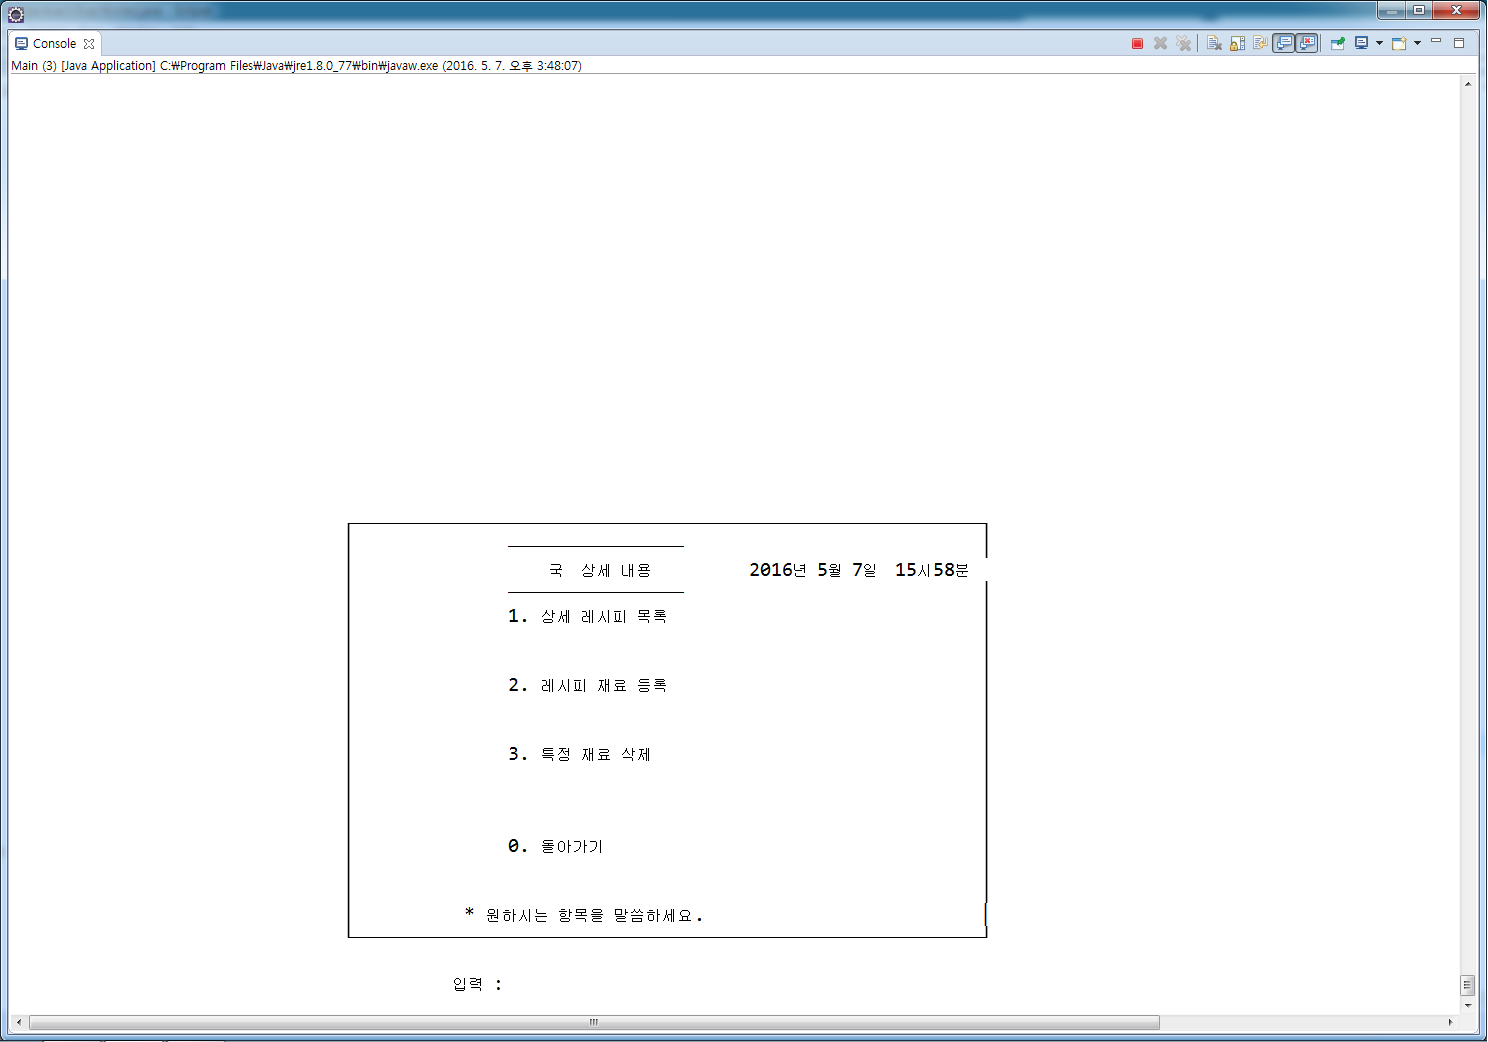 Console
Main (3) [Java Application] C:₩Program Files₩Java₩jre1.8.0_77₩bin₩javaw.exe (2016. 5. 7. 오후 3:48:07)
국 상세 내용 2016년 5월 7일 15시58분
1. 상세 레시피 목록
2. 레시피 재료 등록
3. 특정 재료 삭제
0. 돌아가기
* 원하시는 항목을 말씀하세요.
입력 :